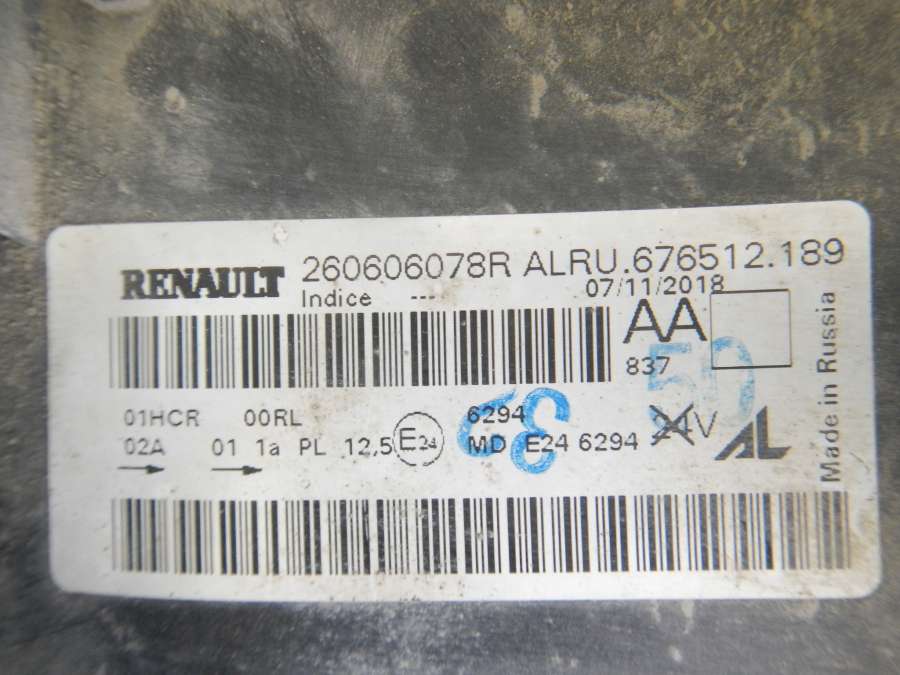 RENAULT 260606078R ALRU.676512.189
Indice --- 07/11/2018
AA
837
50
01HCR 00RL 6294
02A 01 1a PL 12,5 E24 MD E24 6294 24V AL
Made in Russia